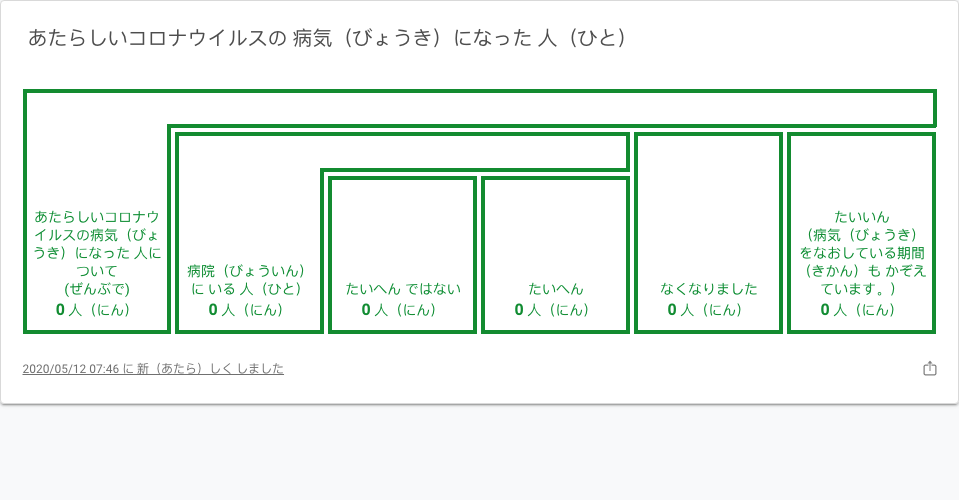 あたらしいコロナウイルスの 病気（びょうき）になった 人（ひと）
あたらしいコロナウ
イルスの病気（びょ
うき）になった 人に
ついて
(ぜんぶで)
0 人（にん）
病院（びょういん）
に いる 人（ひと）
0 人（にん）
たいへん ではない
0 人（にん）
たいへん
0 人（にん）
なくなりました
0 人（にん）
たいいん
（病気（びょうき）
をなおしている期間
（きかん）も かぞえ
ています。）
0 人（にん）
2020/05/12 07:46 に 新（あたら）しく しました